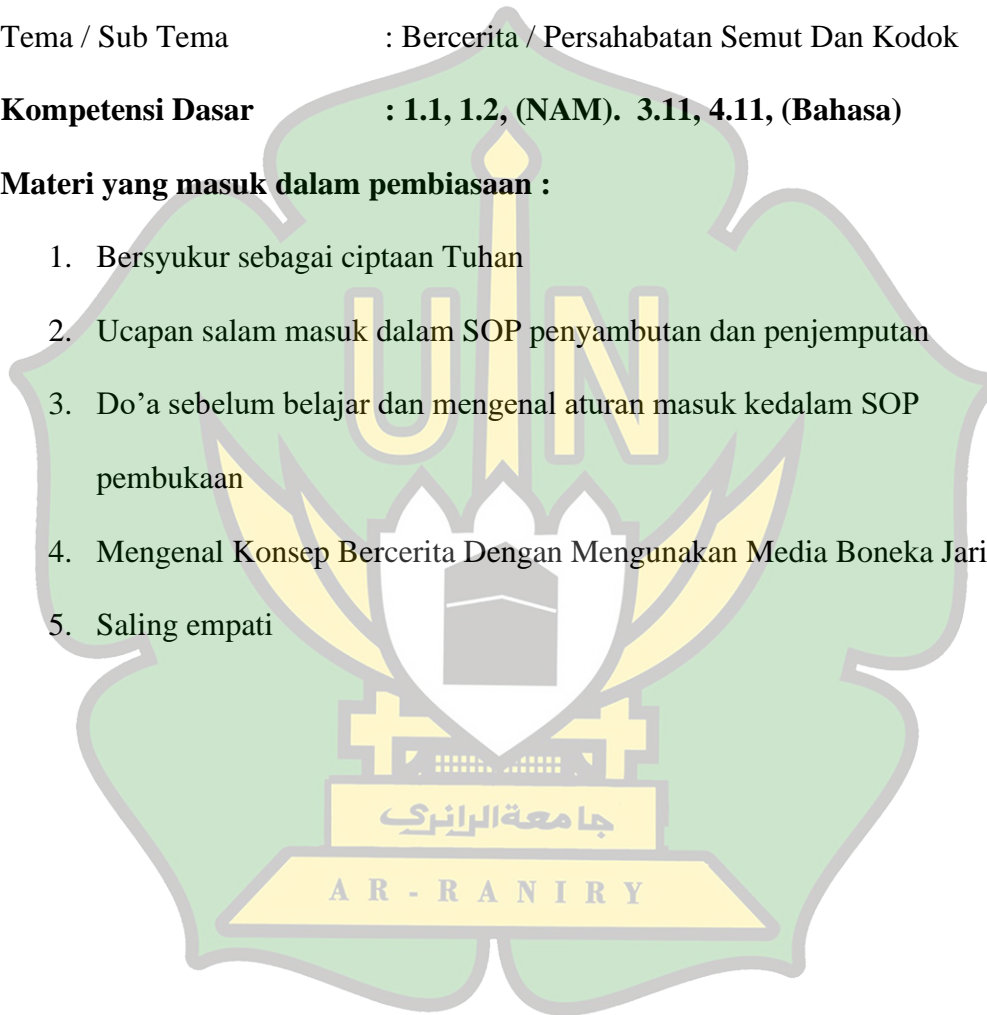 Tema / Sub Tema : Bercerita / Persahabatan Semut Dan Kodok
Kompetensi Dasar : 1.1, 1.2, (NAM). 3.11, 4.11, (Bahasa)
Materi yang masuk dalam pembiasaan :
1. Bersyukur sebagai ciptaan Tuhan
2. Ucapan salam masuk dalam SOP penyambutan dan penjemputan
3. Do’a sebelum belajar dan mengenal aturan masuk kedalam SOP
pembukaan
4. Mengenal Konsep Bercerita Dengan Mengunakan Media Boneka Jari
5. Saling empati
UIN
جامعة الرانري
AR-RANIRY